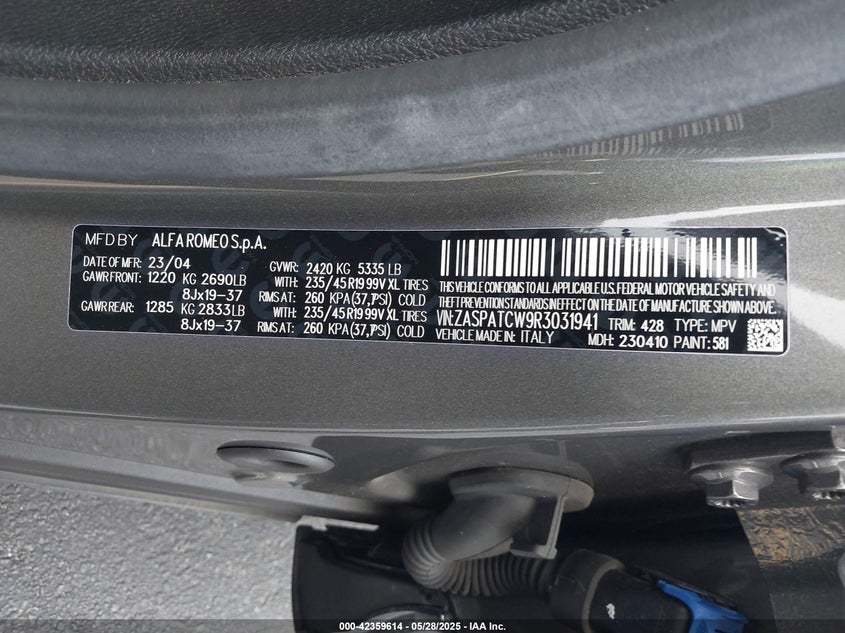 MFD BY ALFA ROMEO S.p.A.
DATE OF MFR: 23/04 GVWR: 2420 KG 5335 LB
GAWR FRONT: 1220 KG 2690LB WITH: 235/45 R19 99V XL TIRES
8Jx19-37 RIMS AT: 260 KPA (37,7PSI) COLD
GAWR REAR: 1285 KG 2833LB WITH: 235/45 R19 99V XL TIRES
8Jx19-37 RIMS AT: 260 KPA (37,7PSI) COLD
THIS VEHICLE CONFORMS TO ALL APPLICABLE U.S. FEDERAL MOTOR VEHICLE SAFETY AND
THEFT PREVENTION STANDARDS IN EFFECT ON THE DATE OF MANUFACTURE SHOWN ABOVE.
VIN: ZASPATCW9R3031941 TRIM: 428 TYPE: MPV
VEHICLE MADE IN: ITALY MDH: 230410 PAINT: 581
000-42359614 - 05/28/2025 - IAA Inc.